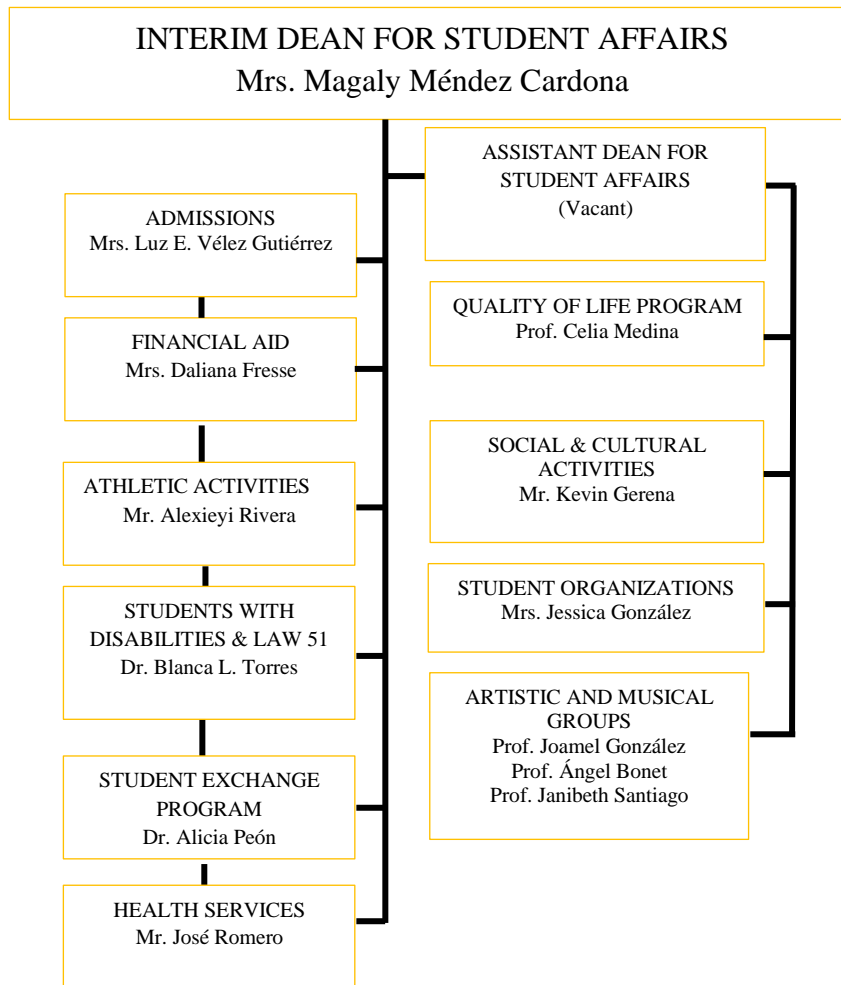 INTERIM DEAN FOR STUDENT AFFAIRS
Mrs. Magaly Méndez Cardona
ADMISSIONS
Mrs. Luz E. Vélez Gutiérrez
FINANCIAL AID
Mrs. Daliana Fresse
ATHLETIC ACTIVITIES
Mr. Alexieyi Rivera
STUDENTS WITH
DISABILITIES & LAW 51
Dr. Blanca L. Torres
STUDENT EXCHANGE
PROGRAM
Dr. Alicia Peón
HEALTH SERVICES
Mr. José Romero
ASSISTANT DEAN FOR
STUDENT AFFAIRS
(Vacant)
QUALITY OF LIFE PROGRAM
Prof. Celia Medina
SOCIAL & CULTURAL
ACTIVITIES
Mr. Kevin Gerena
STUDENT ORGANIZATIONS
Mrs. Jessica González
ARTISTIC AND MUSICAL
GROUPS
Prof. Joamel González
Prof. Ángel Bonet
Prof. Janibeth Santiago